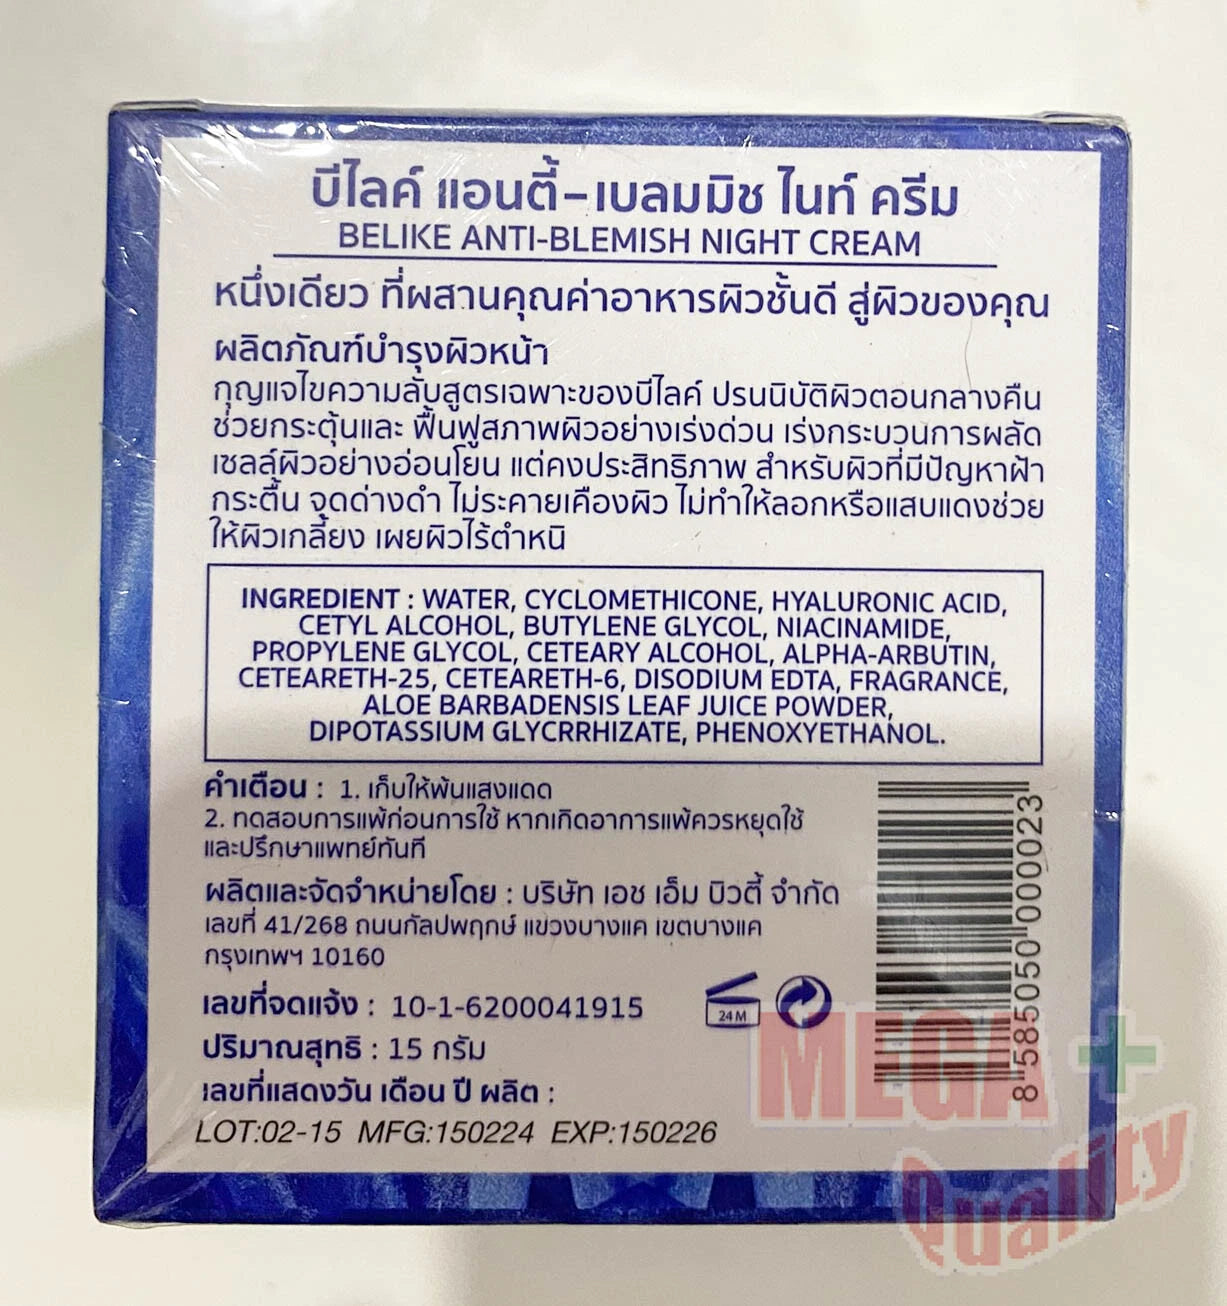 บีไลค์ แอนตี้-เบลมมิช ไนท์ ครีม
BELIKE ANTI-BLEMISH NIGHT CREAM
หนึ่งเดียว ที่ผสานคุณค่าอาหารผิวชั้นดี สู่ผิวของคุณ
ผลิตภัณฑ์บำรุงผิวหน้า
กุญแจไขความลับสูตรเฉพาะของบีไลค์ ปรนนิบัติผิวตอนกลางคืน
ช่วยกระตุ้นและ ฟื้นฟูสภาพผิวอย่างเร่งด่วน เร่งกระบวนการผลัด
เซลล์ผิวอย่างอ่อนโยน แต่คงประสิทธิภาพ สำหรับผิวที่มีปัญหาฝ้า
กระตื้น จุดด่างดำ ไม่ระคายเคืองผิว ไม่ทำให้ลอกหรือแสบแดงช่วย
ให้ผิวเกลี้ยง เผยผิวไร้ตำหนิ
INGREDIENT : WATER, CYCLOMETHICONE, HYALURONIC ACID,
CETYL ALCOHOL, BUTYLENE GLYCOL, NIACINAMIDE,
PROPYLENE GLYCOL, CETEARY ALCOHOL, ALPHA-ARBUTIN,
CETEARETH-25, CETEARETH-6, DISODIUM EDTA, FRAGRANCE,
ALOE BARBADENSIS LEAF JUICE POWDER,
DIPOTASSIUM GLYCRRHIZATE, PHENOXYETHANOL.
คำเตือน : 1. เก็บให้พ้นแสงแดด
2. ทดสอบการแพ้ก่อนการใช้ หากเกิดอาการแพ้ควรหยุดใช้
และปรึกษาแพทย์ทันที
ผลิตและจัดจำหน่ายโดย : บริษัท เอช เอ็ม บิวตี้ จำกัด
เลขที่ 41/268 ถนนกัลปพฤกษ์ แขวงบางแค เขตบางแค
กรุงเทพฯ 10160
เลขที่จดแจ้ง : 10-1-6200041915
24 M
ปริมาณสุทธิ : 15 กรัม
เลขที่แสดงวัน เดือน ปี ผลิต :
LOT:02-15 MFG:150224 EXP:150226
8 585050 000023
MEGA +
Quality